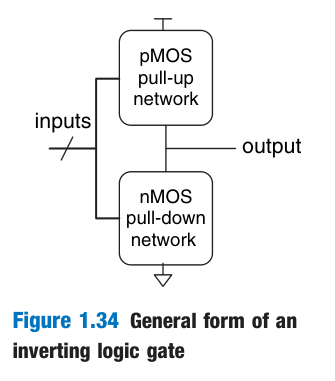 pMOS
pull-up
network
inputs
output
nMOS
pull-down
network
Figure 1.34 General form of an
inverting logic gate